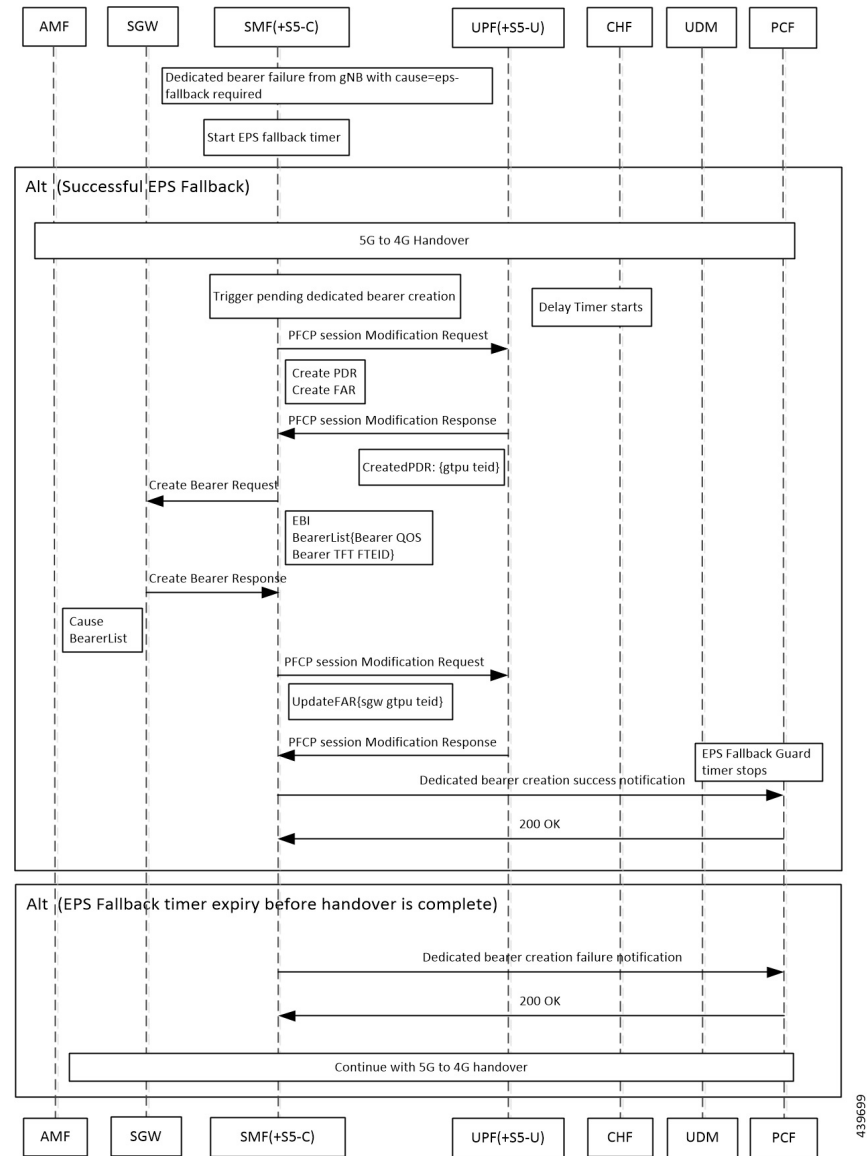 AMF
SGW
SMF(+S5-C)
UPF(+S5-U)
CHF
UDM
PCF
Dedicated bearer failure from gNB with cause=eps-
fallback required
Start EPS fallback timer
Alt (Successful EPS Fallback)
5G to 4G Handover
Trigger pending dedicated bearer creation
Delay Timer starts
PFCP session Modification Request
Create PDR
Create FAR
PFCP session Modification Response
CreatedPDR: {gtpu teid}
Create Bearer Request
EBI
BearerList{Bearer QOS
Bearer TFT FTEID}
Create Bearer Response
Cause
BearerList
PFCP session Modification Request
UpdateFAR{sgw gtpu teid}
PFCP session Modification Response
EPS Fallback Guard
timer stops
Dedicated bearer creation success notification
200 OK
Alt (EPS Fallback timer expiry before handover is complete)
Dedicated bearer creation failure notification
200 OK
Continue with 5G to 4G handover
AMF
SGW
SMF(+S5-C)
UPF(+S5-U)
CHF
UDM
PCF
439699